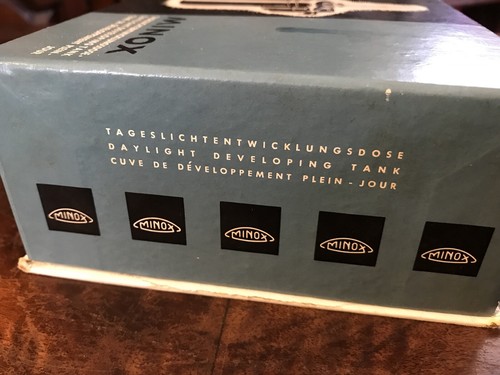 MINOX
TAGESLICHTENTWICKLUNGSDOSE
DAYLIGHT DEVELOPING TANK
CUVE DE DÉVELOPPEMENT PLEIN-JOUR
MINOX
MINOX
MINOX
MINOX
MINOX